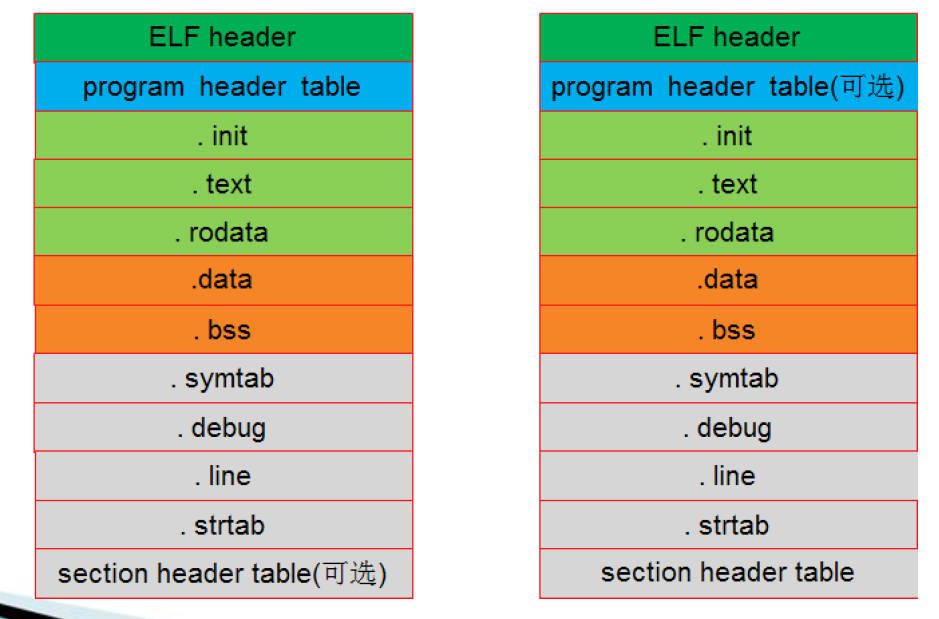 ELF header
program header table
. init
. text
. rodata
.data
. bss
. symtab
. debug
. line
. strtab
section header table(可选)
ELF header
program header table(可选)
. init
. text
. rodata
.data
. bss
. symtab
. debug
. line
. strtab
section header table